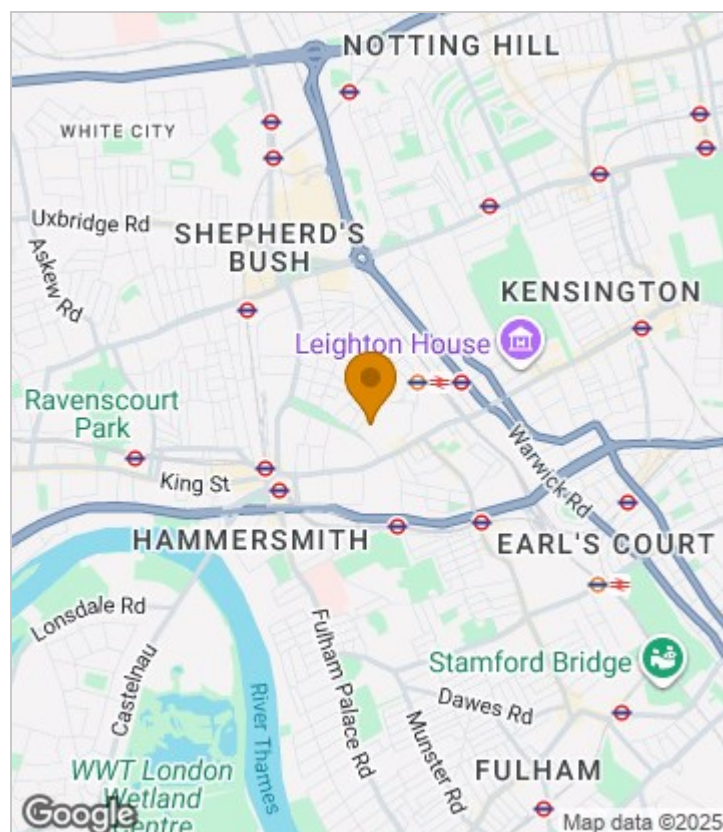 NOTTING HILL
WHITE CITY
Uxbridge Rd
SHEPHERD'S
BUSH
Askew Rd
KENSINGTON
Leighton House
Ravenscourt
Park
Warwick Rd
King St
HAMMERSMITH
EARL'S COURT
Lonsdale Rd
Castelnau
Fulham Palace Rd
River Thames
Stamford Bridge
Dawes Rd
Munster Rd
WWT London
Wetland
Centre
FULHAM
Google
Map data ©2025